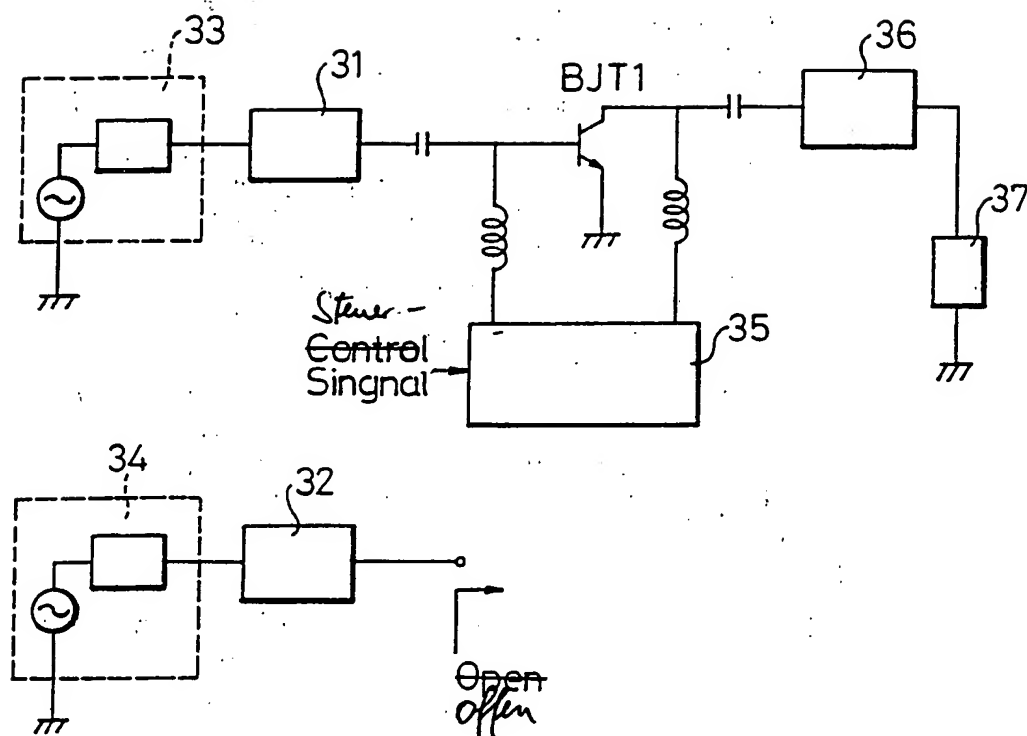 33
31
BJT1
36
37
Steuer-
Control
Singnal
35
34
32
Open
offen